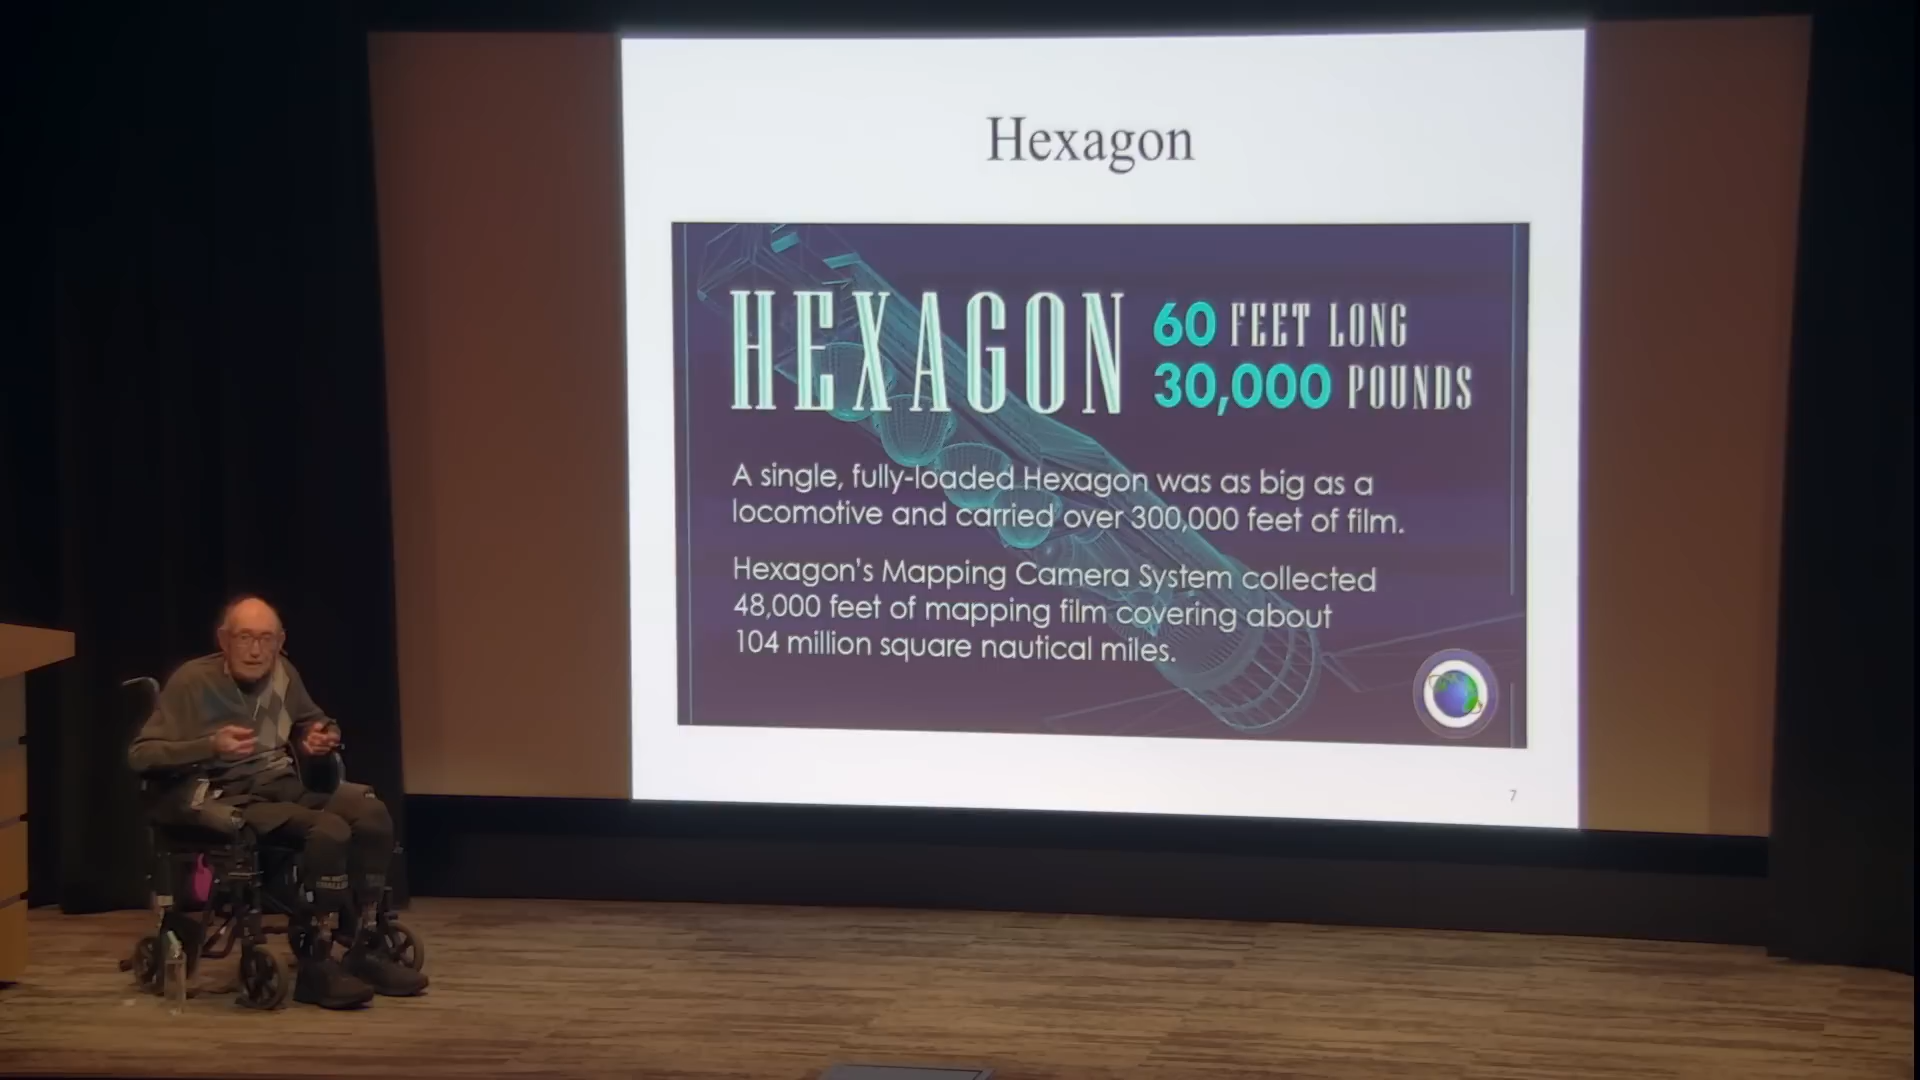 Hexagon
HEXAGON
60 FEET LONG
30,000 POUNDS
A single, fully-loaded Hexagon was as big as a
locomotive and carried over 300,000 feet of film.
Hexagon's Mapping Camera System collected
48,000 feet of mapping film covering about
104 million square nautical miles.
7